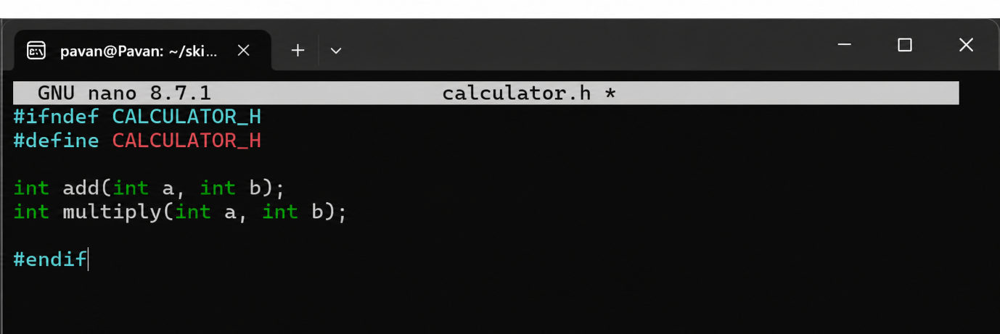 pavan@Pavan: ~/ski...
GNU nano 8.7.1 calculator.h *
#ifndef CALCULATOR_H
#define CALCULATOR_H
int add(int a, int b);
int multiply(int a, int b);
#endif